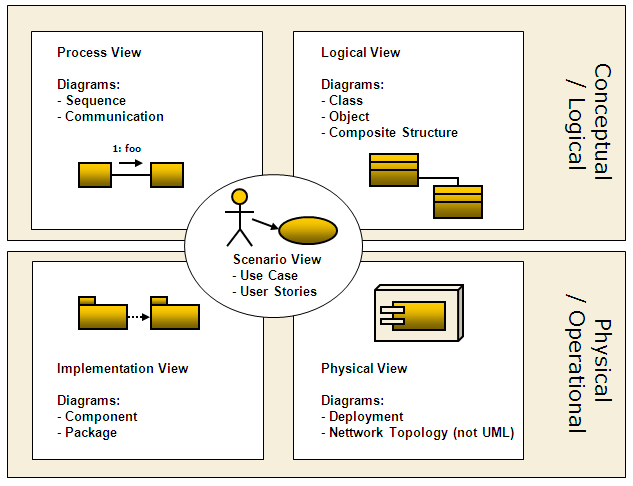 Process View
Diagrams:
- Sequence
- Communication
1: foo
Logical View
Diagrams:
- Class
- Object
- Composite Structure
Conceptual
/ Logical
Scenario View
- Use Case
- User Stories
Implementation View
Diagrams:
- Component
- Package
Physical View
Diagrams:
- Deployment
- Nettwork Topology (not UML)
Physical
/ Operational